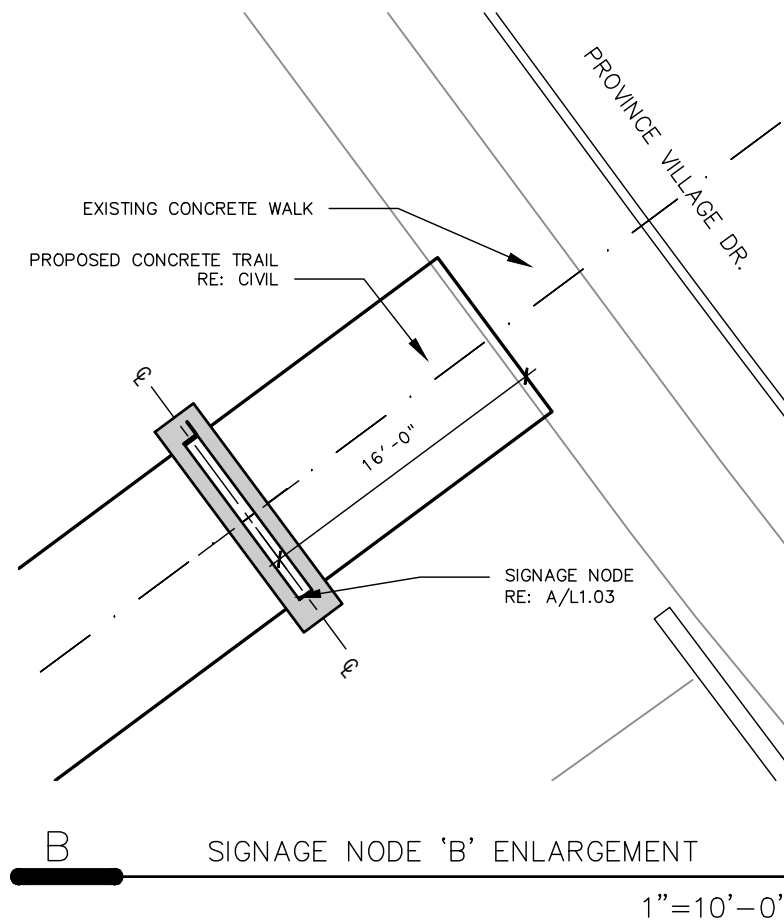 PROVINCE VILLAGE DR.
EXISTING CONCRETE WALK
PROPOSED CONCRETE TRAIL
RE: CIVIL
℄
16'-0"
SIGNAGE NODE
RE: A/L1.03
℄
B
SIGNAGE NODE 'B' ENLARGEMENT
1"=10'-0'